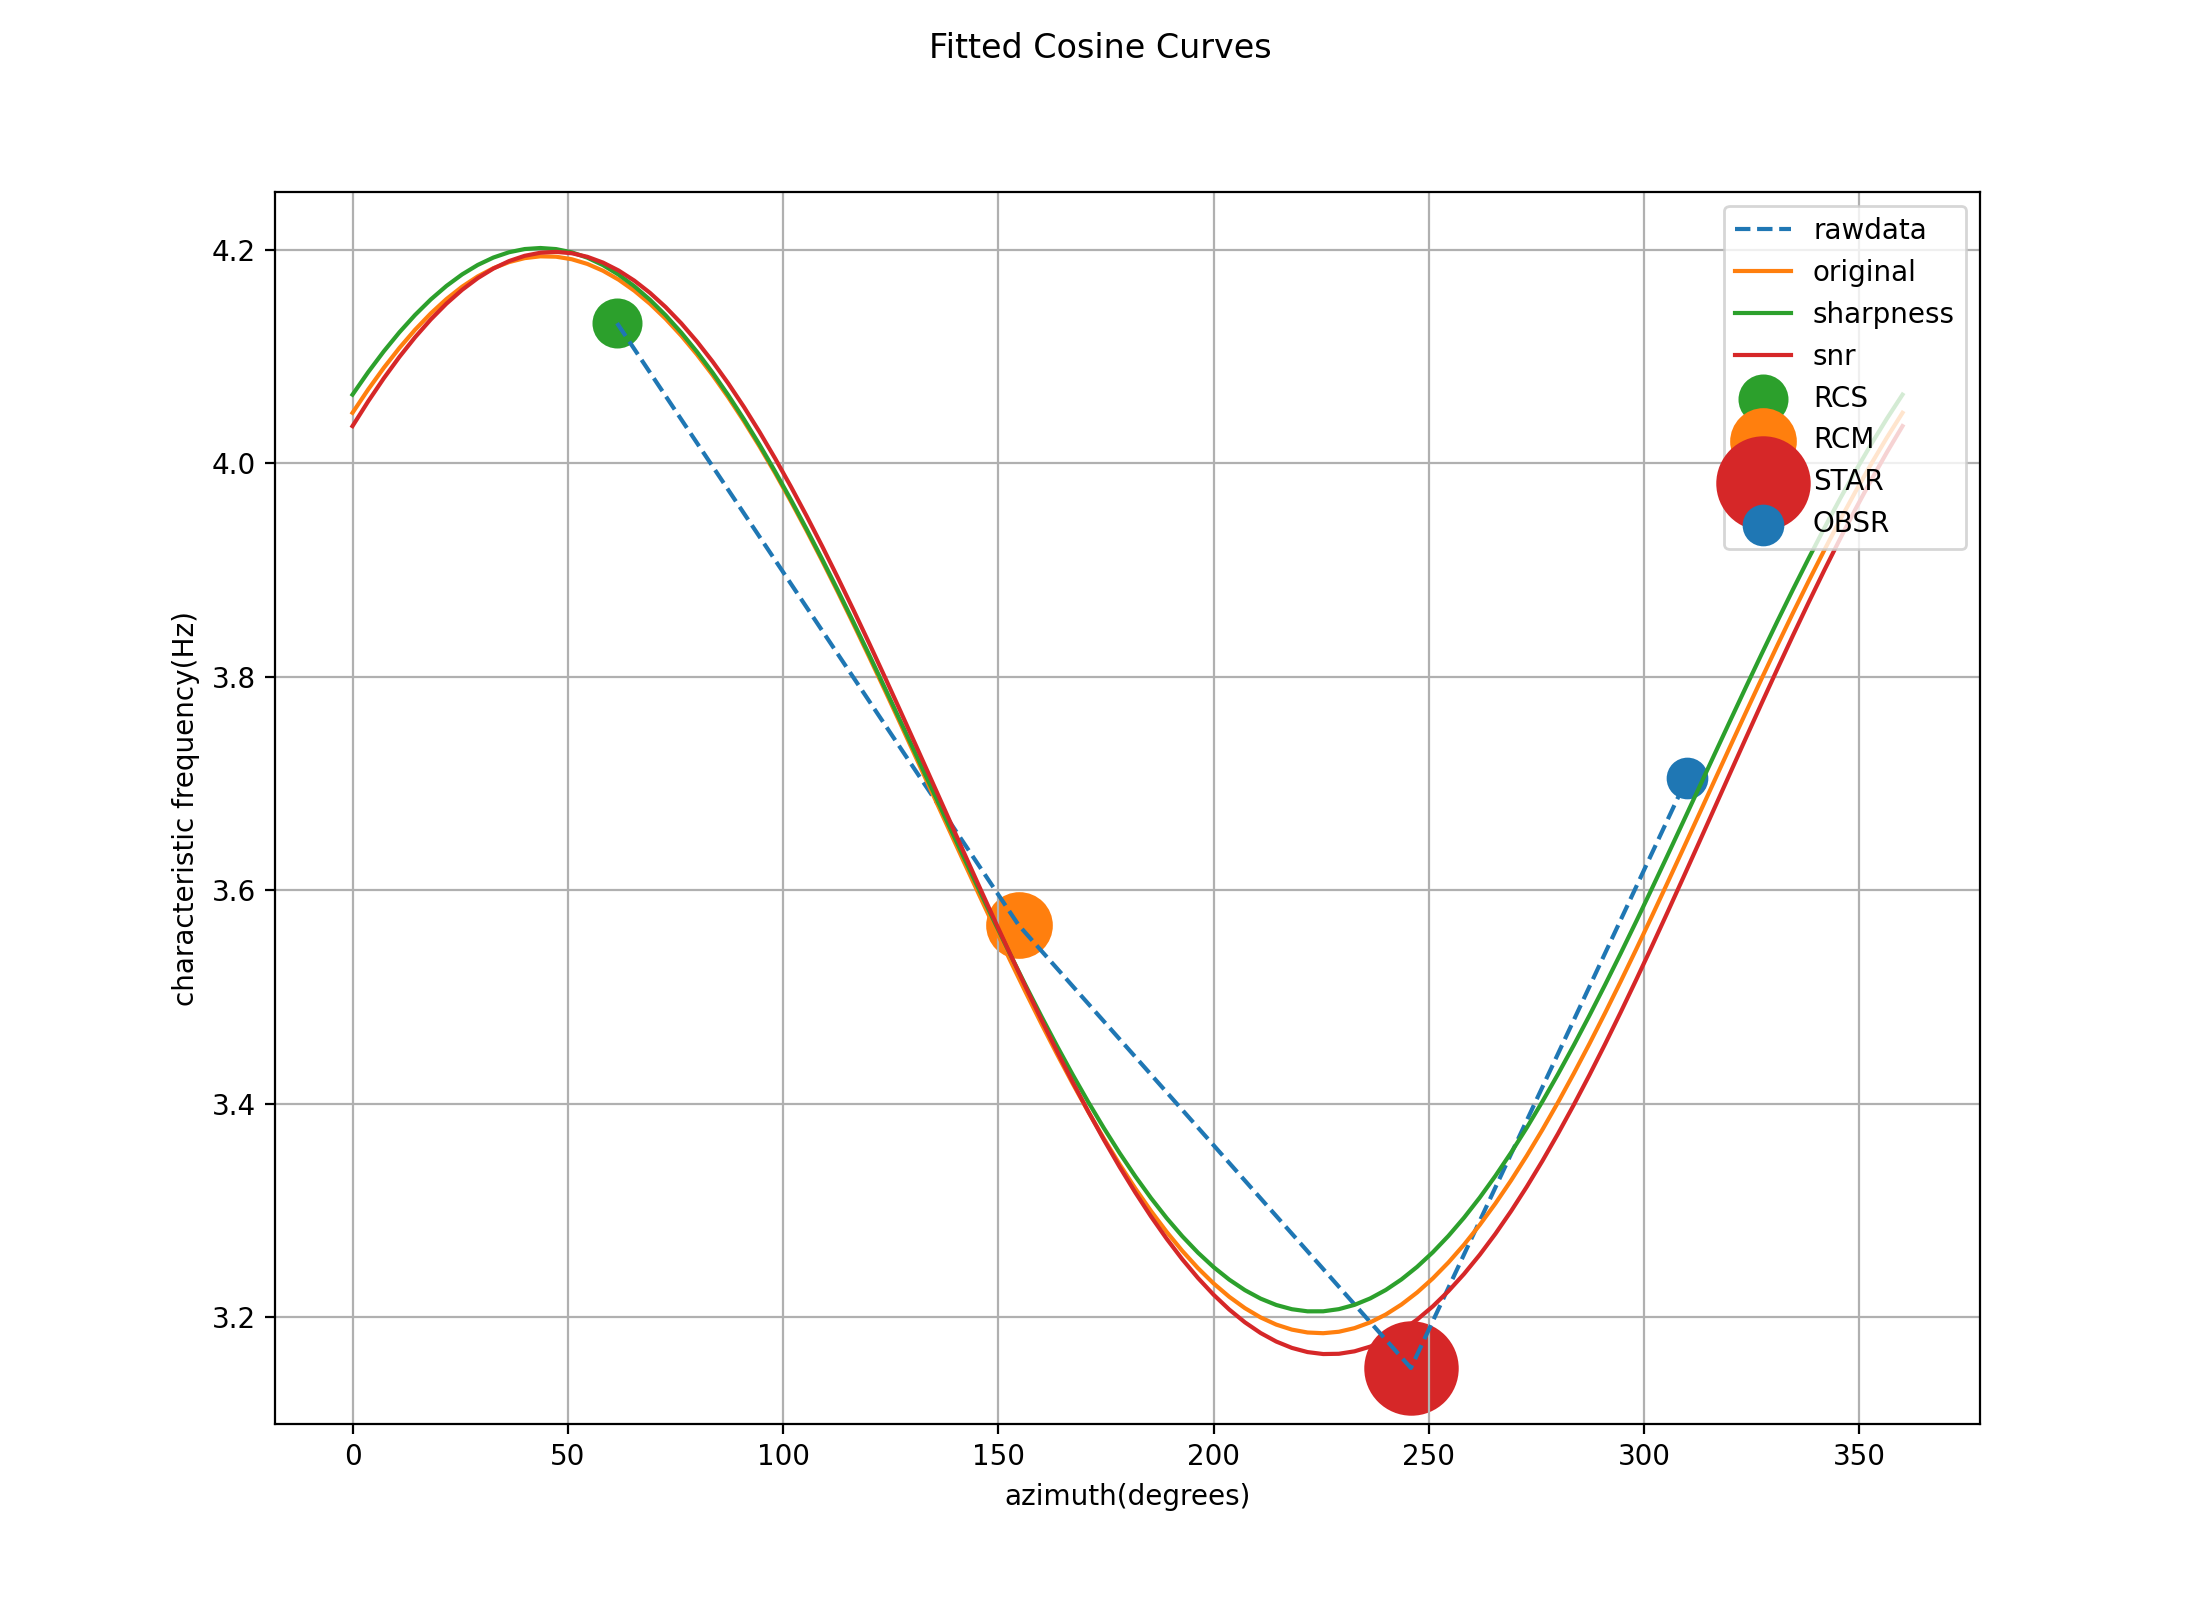 Fitted Cosine Curves
rawdata
original
sharpness
snr
RCS
RCM
STAR
OBSR
4.2
4.0
3.8
3.6
3.4
3.2
characteristic frequency(Hz)
0 50 100 150 200 250 300 350
azimuth(degrees)